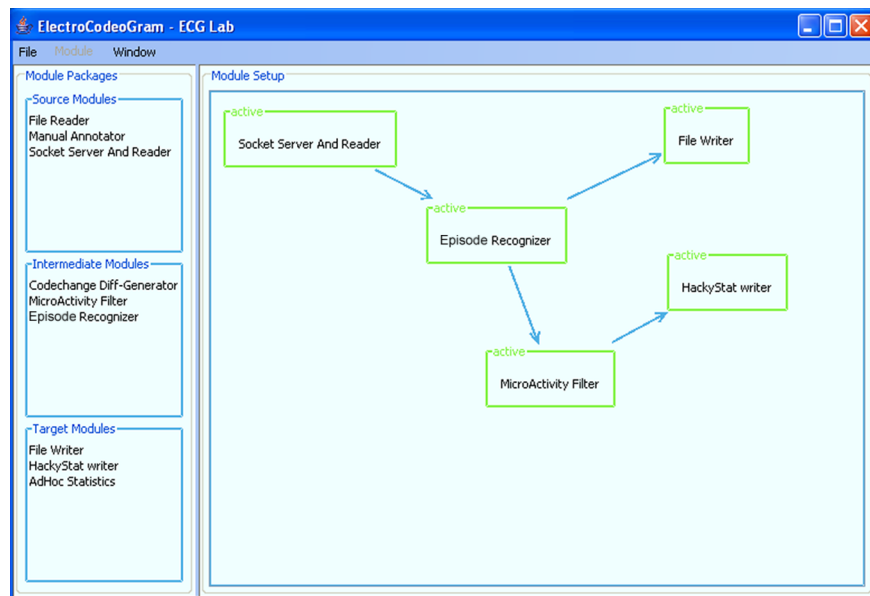 ElectroCodeoGram - ECG Lab
File Module Window
Module Packages
Source Modules
File Reader
Manual Annotator
Socket Server And Reader
Intermediate Modules
Codechange Diff-Generator
MicroActivity Filter
Episode Recognizer
Target Modules
File Writer
HackyStat writer
AdHoc Statistics
Module Setup
active
Socket Server And Reader
active
File Writer
active
Episode Recognizer
active
HackyStat writer
active
MicroActivity Filter